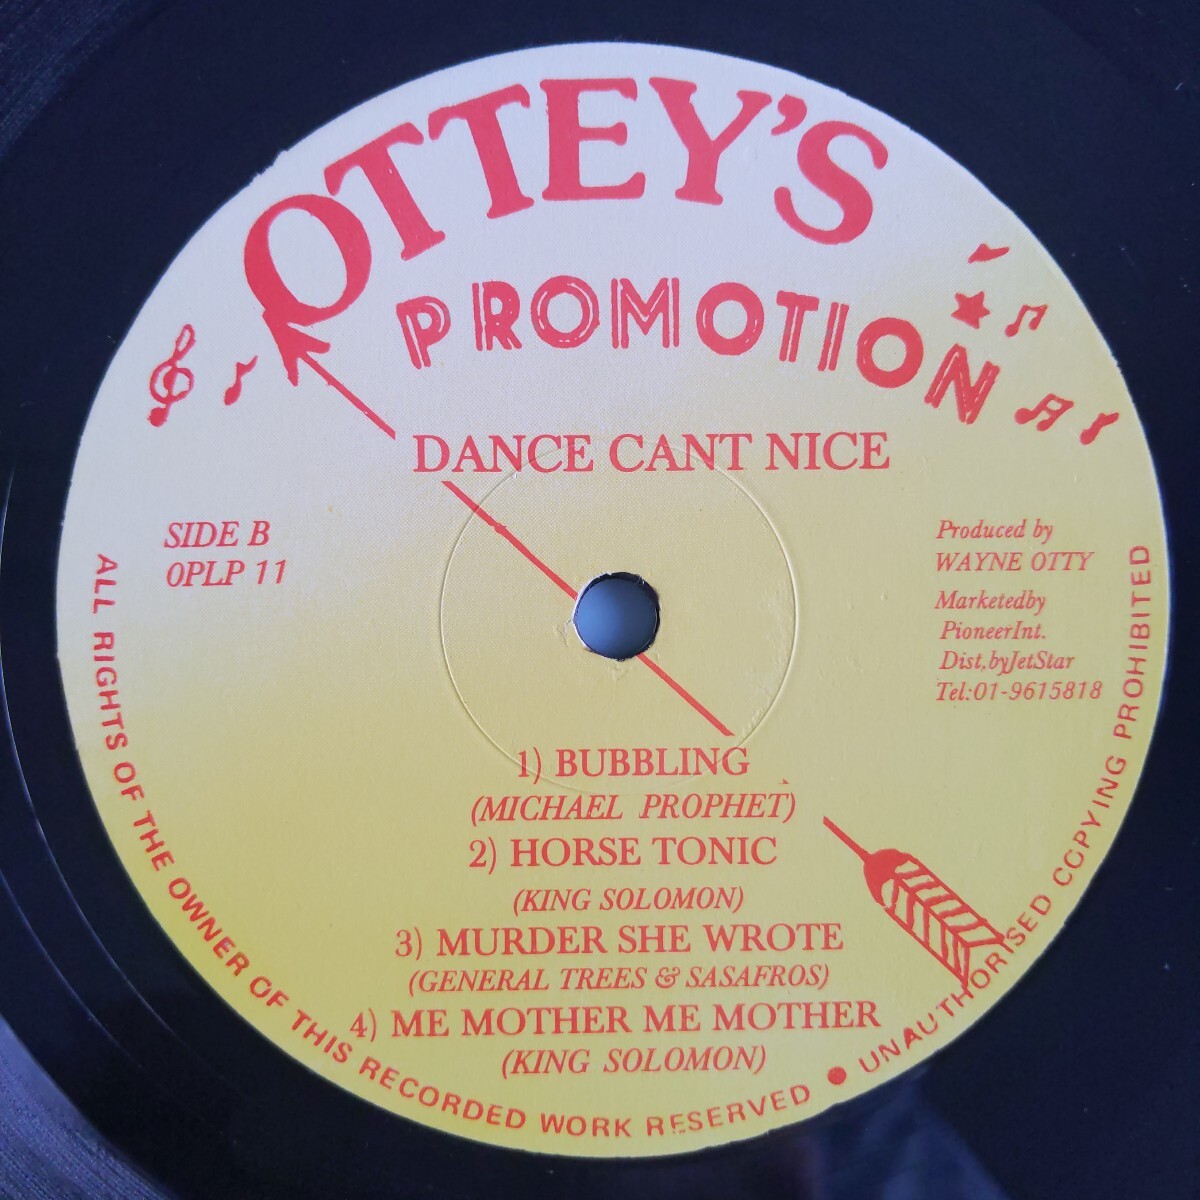 OTTEY'S
PROMOTION
DANCE CANT NICE
SIDE B
OPLP 11
Produced by
WAYNE OTTY
Marketedby
PioneerInt.
Dist,byJetStar
Tel:01-9615818
1) BUBBLING
(MICHAEL PROPHET)
2) HORSE TONIC
(KING SOLOMON)
3) MURDER SHE WROTE
(GENERAL TREES & SASAFROS)
4) ME MOTHER ME MOTHER
(KING SOLOMON)
ALL RIGHTS OF THE OWNER OF THIS RECORDED WORK RESERVED • UNAUTHORISED COPYING PROHIBITED